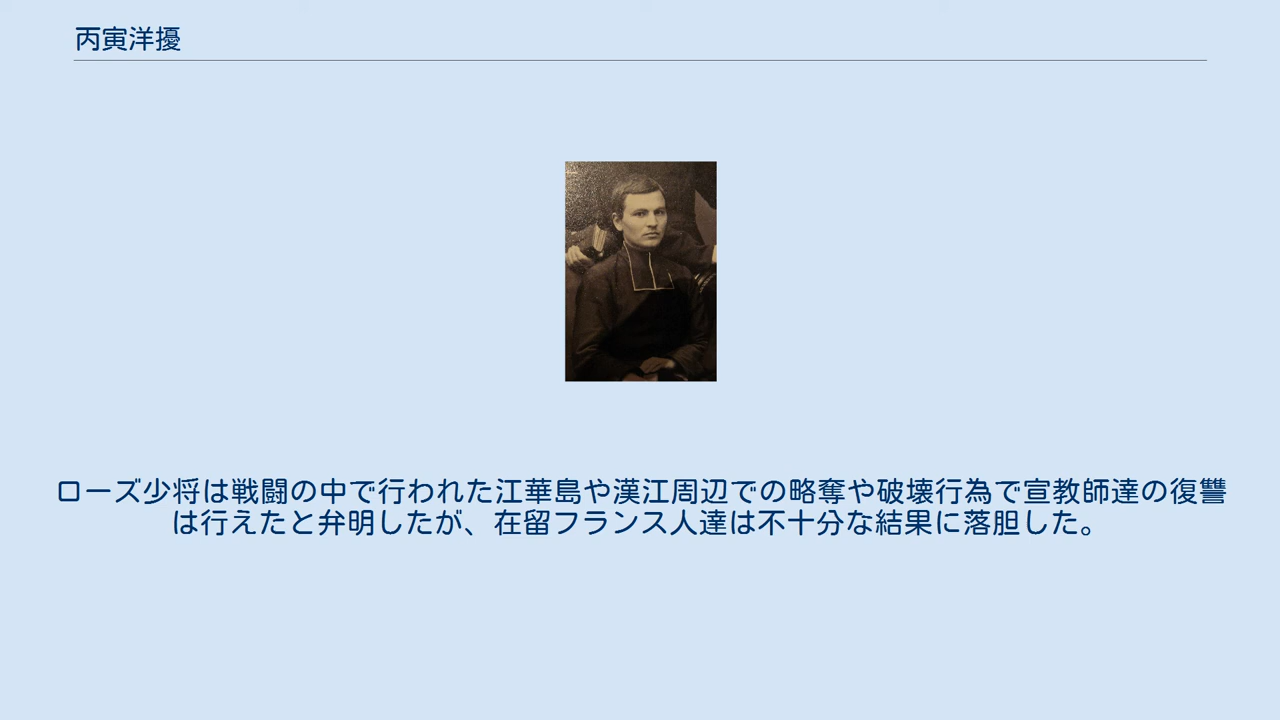 丙寅洋擾
ローズ少将は戦闘の中で行われた江華島や漢江周辺での略奪や破壊行為で宣教師達の復讐
は行えたと弁明したが、在留フランス人達は不十分な結果に落胆した。